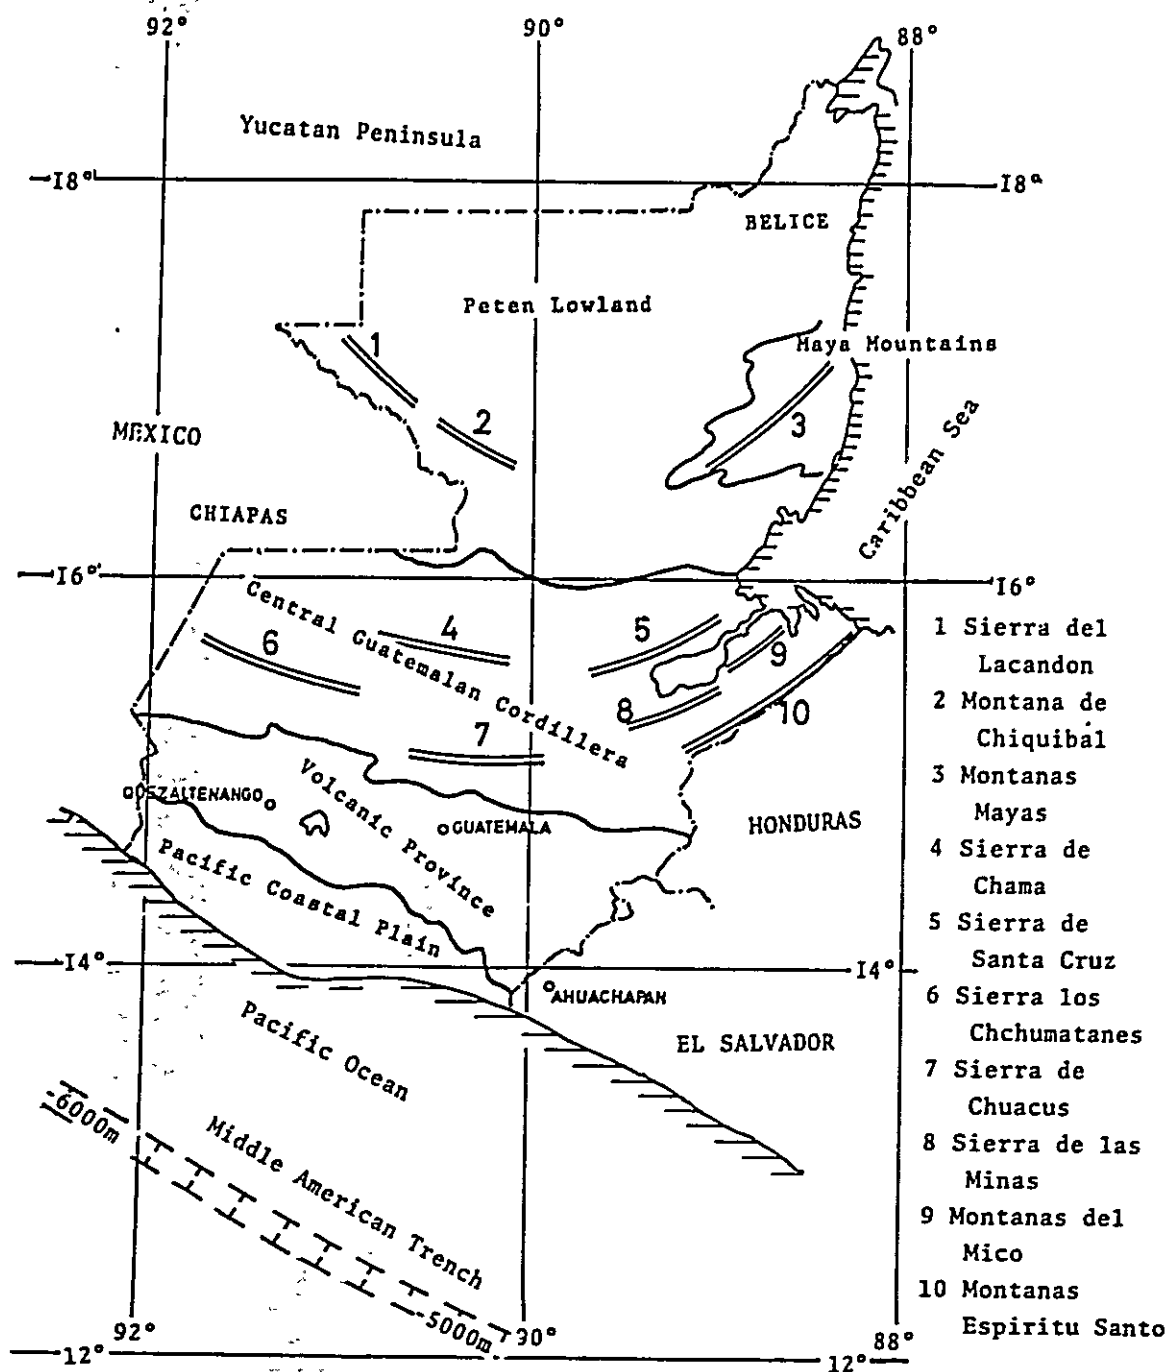 92°
90°
88°
Yucatan Peninsula
18°
18°
BELICE
Peten Lowland
1
Maya Mountains
2
3
MEXICO
Caribbean Sea
CHIAPAS
16°
16°
Central Guatemalan Cordillera
4
5
6
9
8
10
7
1 Sierra del
Lacandon
2 Montana de
Chiquibal
3 Montanas
Mayas
4 Sierra de
Chama
5 Sierra de
Santa Cruz
6 Sierra los
Chchumatanes
7 Sierra de
Chuacus
8 Sierra de las
Minas
9 Montanas del
Mico
10 Montanas
Espiritu Santo
Volcanic Province
QUEZALTENANGO
GUATEMALA
HONDURAS
Pacific Coastal Plain
14°
14°
AHUACHAPAN
EL SALVADOR
Pacific Ocean
-6000m
Middle American Trench
-5000m
92°
90°
88°
12°
12°